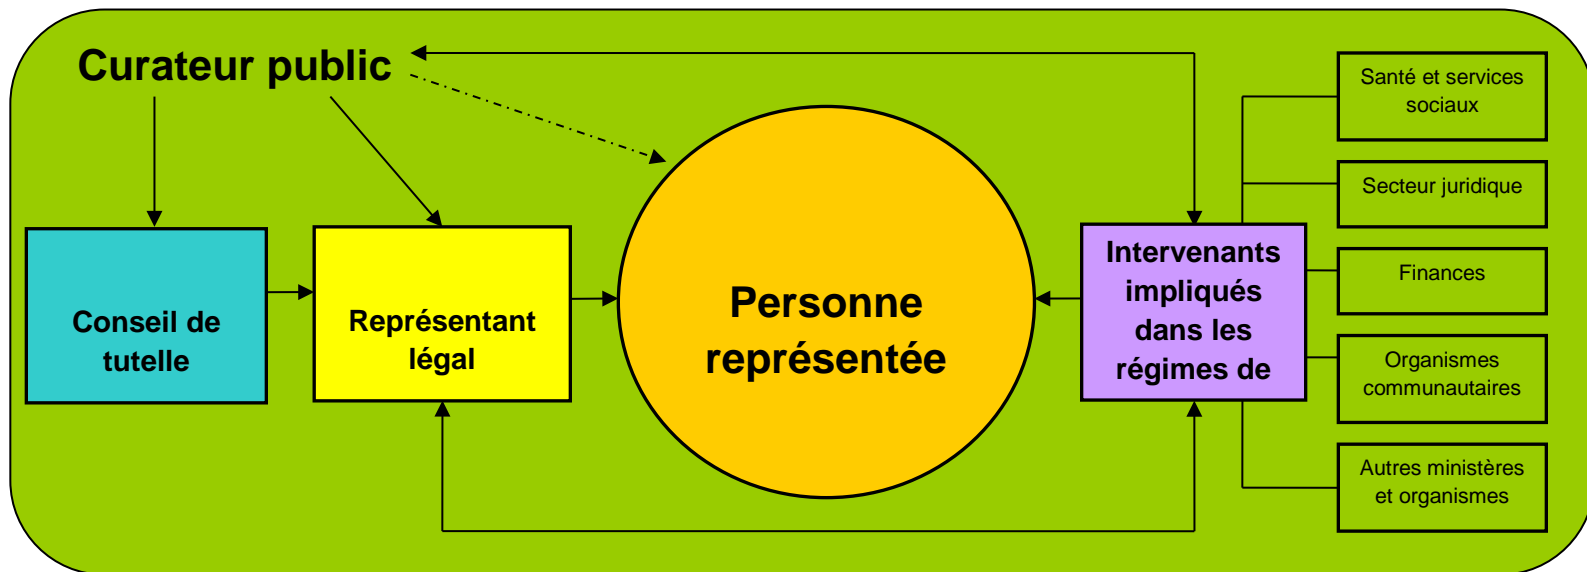 Curateur public
Conseil de
tutelle
Représentant
légal
Personne
représentée
Intervenants
impliqués
dans les
régimes de
Santé et services
sociaux
Secteur juridique
Finances
Organismes
communautaires
Autres ministères
et organismes